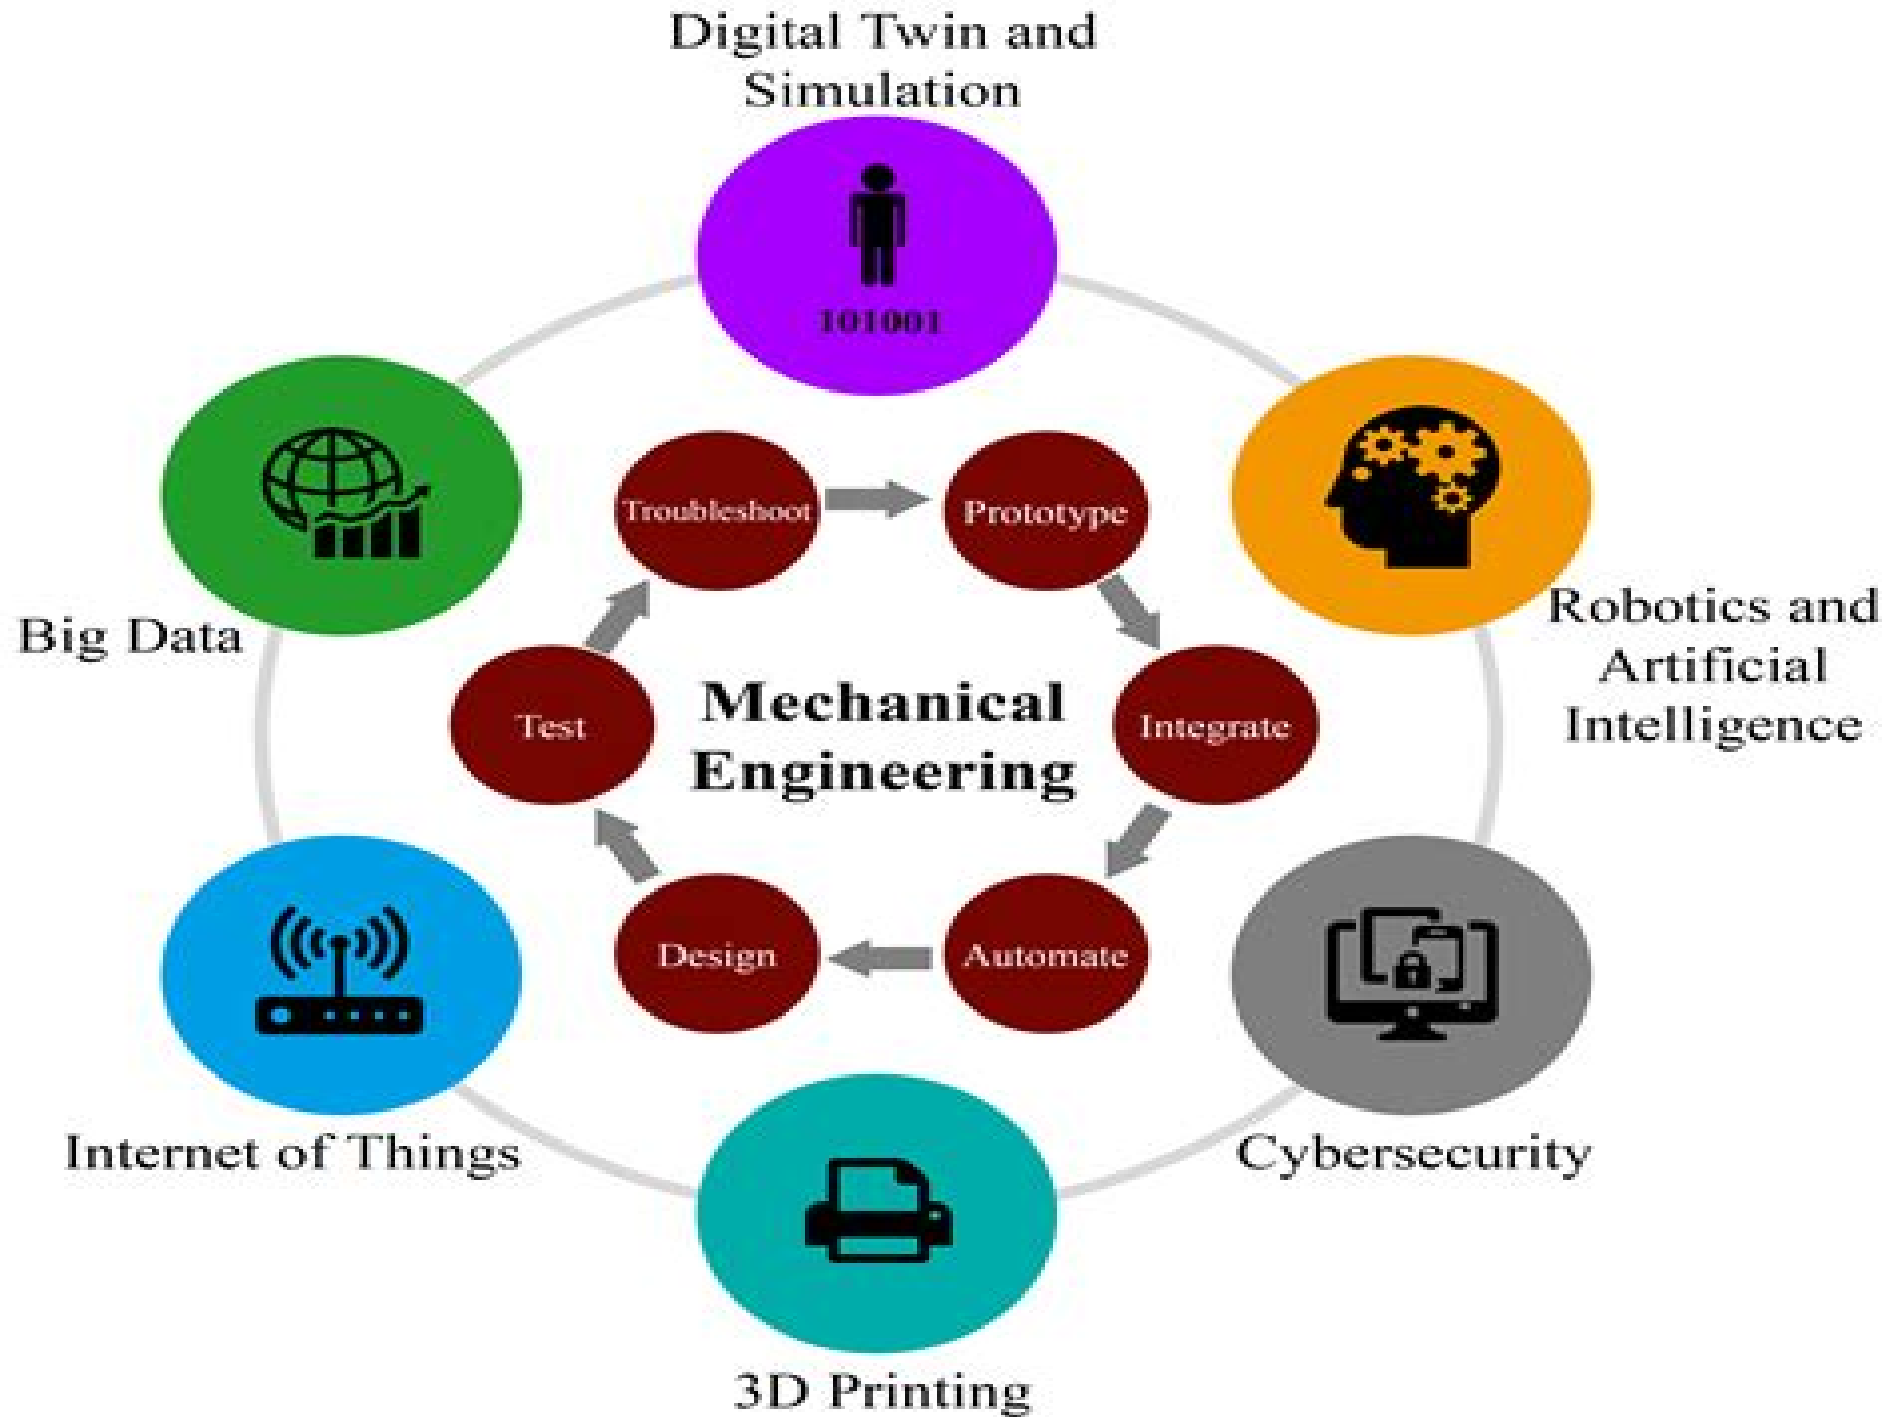 Digital Twin and
Simulation
101001
Troubleshoot
Prototype
Big Data
Robotics and
Artificial
Intelligence
Test
Mechanical
Engineering
Integrate
Design
Automate
Internet of Things
Cybersecurity
3D Printing